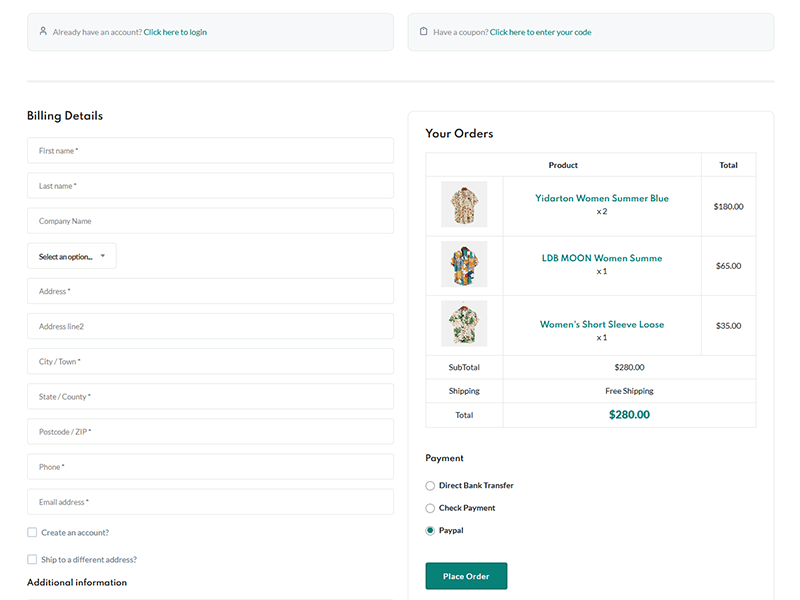 Already have an account? Click here to login
Have a coupon? Click here to enter your code
Billing Details
First name *
Last name *
Company Name
Select an option...
Address *
Address line2
City / Town *
State / County *
Postcode / ZIP *
Phone *
Email address *
Create an account?
Ship to a different address?
Additional information
Your Orders
Product Total
Yidarton Women Summer Blue
x 2
$180.00
LDB MOON Women Summe
x 1
$65.00
Women's Short Sleeve Loose
x 1
$35.00
SubTotal $280.00
Shipping Free Shipping
Total $280.00
Payment
Direct Bank Transfer
Check Payment
Paypal
Place Order